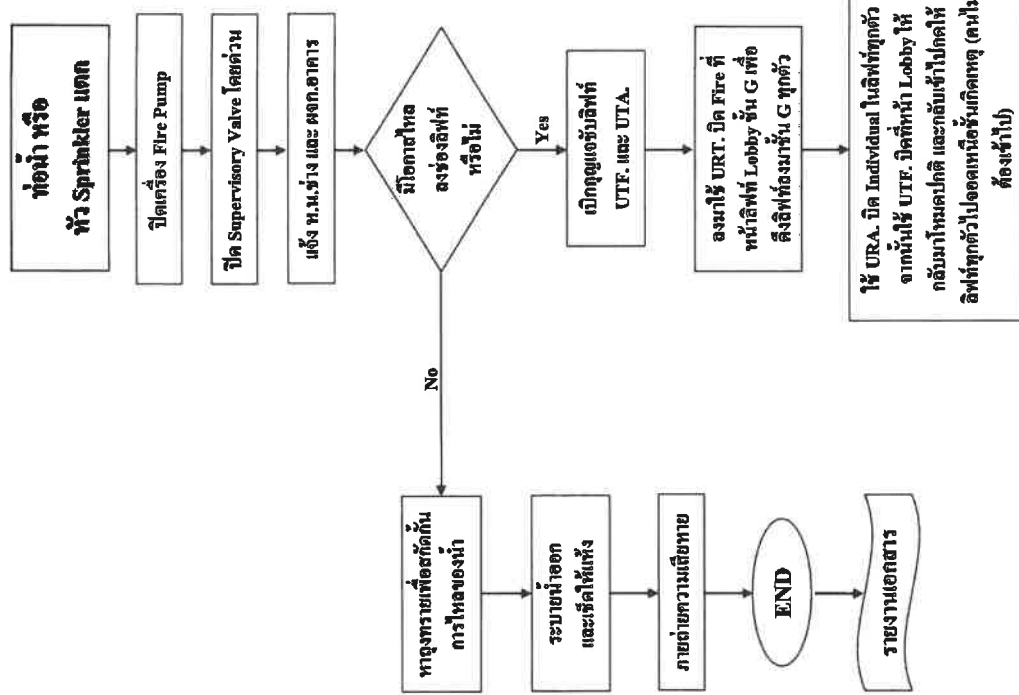 ท่อน้ำ หรือ
หัว Sprinkler แตก
ปิดเครื่อง Fire Pump
ปิด Supervisory Valve โดยด่วน
แจ้ง ห.น.ช่าง และ ผจก.อาคาร
มีโอกาสไหล
ลงช่องลิฟท์
หรือไม่
Yes
เบิกกุญแจขับลิฟท์
UTF. และ UTA.
ลงมาใช้ URT. บิด Fire ที่
หน้าลิฟท์ Lobby ชั้น G เพื่อ
ดึงลิฟท์ลงมาชั้น G ทุกตัว
ใช้ URA. บิด Individual ในลิฟท์ทุกตัว
จากนั้นใช้ UTF. บิดที่หน้า Lobby ให้
กลับมาโหมดปกติ และกลับเข้าไปกดให้
ลิฟท์ทุกตัวไปจอดเหนือชั้นเกิดเหตุ (คนไม่
ต้องเข้าไป)
No
หาถุงทรายเพื่อสกัดกั้น
การไหลของน้ำ
ระบายน้ำออก
และเช็ดให้แห้ง
ภายถ่ายความเสียหาย
END
รายงานเอกสาร